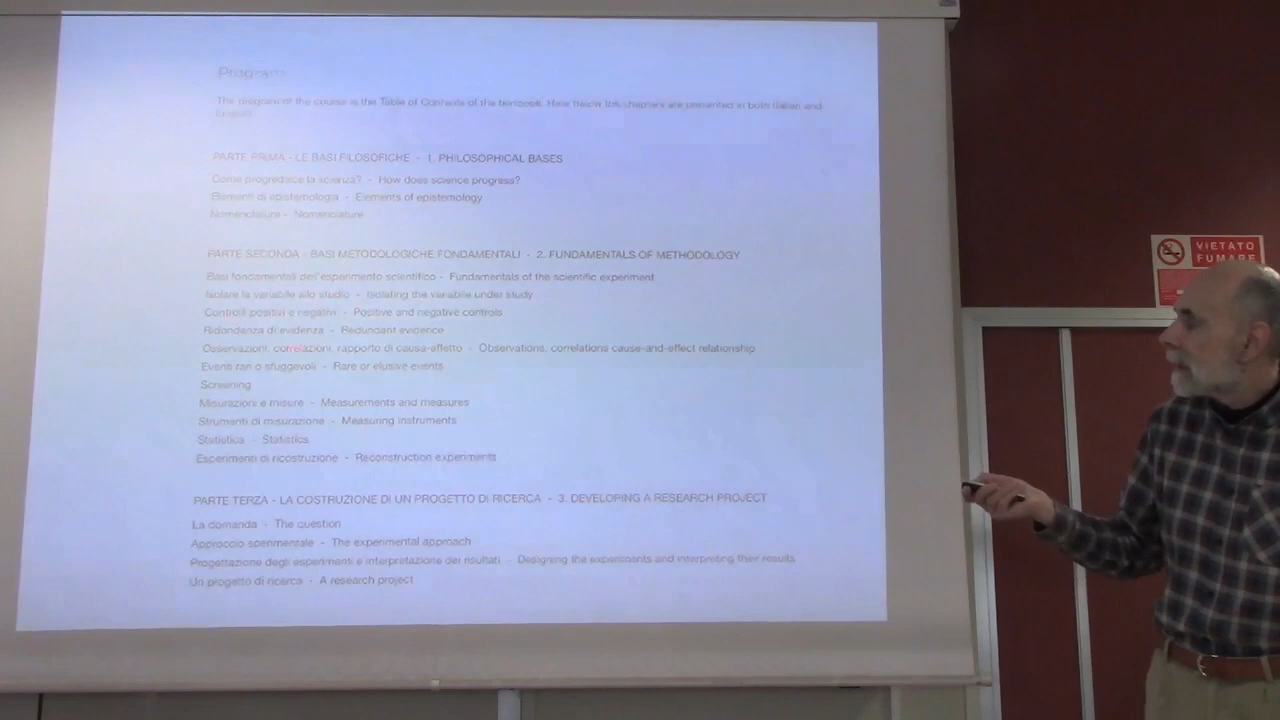 Program
The program of the course is the Table of Contents of the textbook. Here below the chapters are presented in both Italian and
English.
PARTE PRIMA - LE BASI FILOSOFICHE - 1. PHILOSOPHICAL BASES
Come progredisce la scienza? - How does science progress?
Elementi di epistemologia - Elements of epistemology
Nomenclature - Nomenclature
PARTE SECONDA - BASI METODOLOGICHE FONDAMENTALI - 2. FUNDAMENTALS OF METHODOLOGY
Basi fondamentali dell'esperimento scientifico - Fundamentals of the scientific experiment
Isolare la variabile allo studio - Isolating the variable under study
Controlli positivi e negativi - Positive and negative controls
Ridondanza di evidenza - Redundant evidence
Osservazioni, correlazioni, rapporto di causa-effetto - Observations, correlations cause-and-effect relationship
Eventi rari o sfuggevoli - Rare or elusive events
Screening
Misurazioni e misure - Measurements and measures
Strumenti di misurazione - Measuring instruments
Statistica - Statistics
Esperimenti di ricostruzione - Reconstruction experiments
PARTE TERZA - LA COSTRUZIONE DI UN PROGETTO DI RICERCA - 3. DEVELOPING A RESEARCH PROJECT
La domanda - The question
Approccio sperimentale - The experimental approach
Progettazione degli esperimenti e interpretazione dei risultati - Designing the experiments and interpreting their results
Un progetto di ricerca - A research project
VIETATO
FUMARE